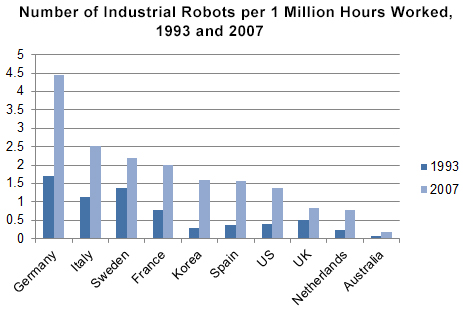 Number of Industrial Robots per 1 Million Hours Worked,
1993 and 2007
5
4.5
4
3.5
3
2.5
2
1.5
1
0.5
0
Germany
Italy
Sweden
France
Korea
Spain
US
UK
Netherlands
Australia
1993
2007